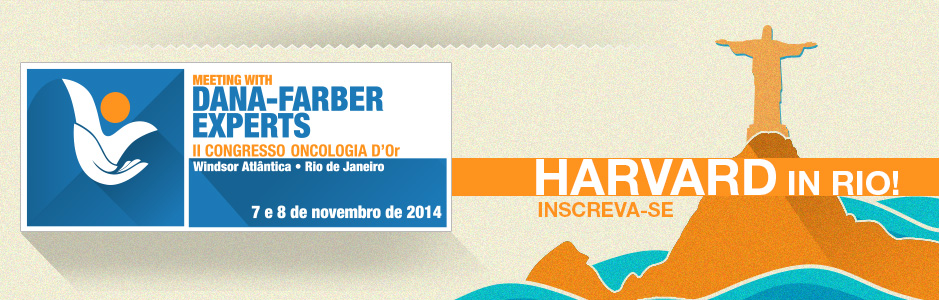 MEETING WITH
DANA-FARBER
EXPERTS
II CONGRESSO ONCOLOGIA D'Or
Windsor Atlântica • Rio de Janeiro
7 e 8 de novembro de 2014
HARVARD IN RIO!
INSCREVA-SE